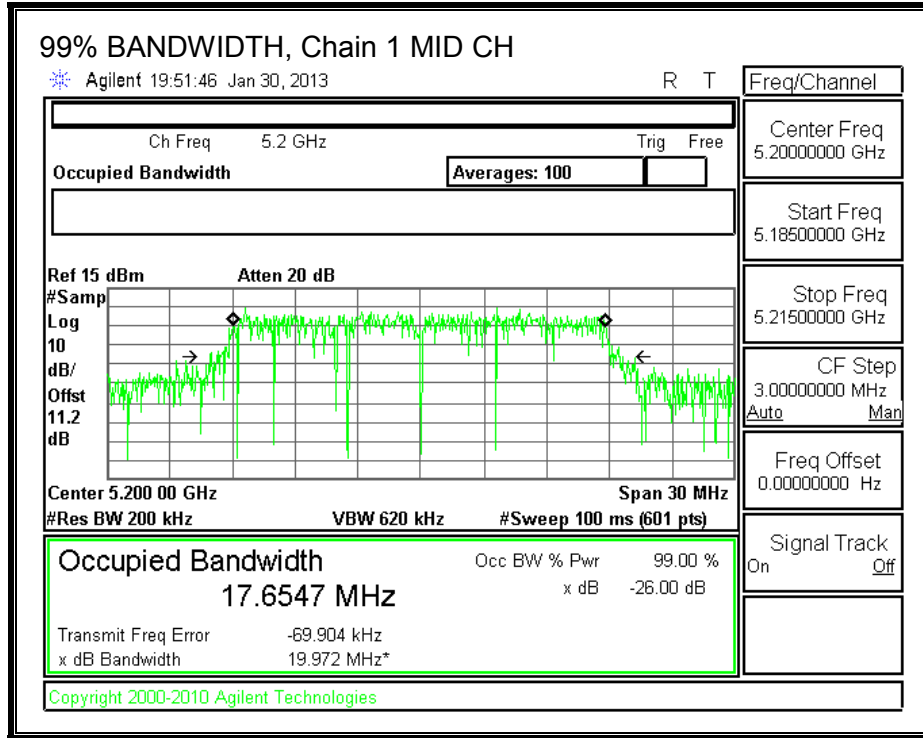 99% BANDWIDTH, Chain 1 MID CH
Agilent 19:51:46 Jan 30, 2013 R T
Freq/Channel
Ch Freq 5.2 GHz Trig Free
Occupied Bandwidth Averages: 100
Center Freq
5.20000000 GHz
Start Freq
5.18500000 GHz
Stop Freq
5.21500000 GHz
CF Step
3.00000000 MHz
Auto Man
Freq Offset
0.00000000 Hz
Signal Track
On Off
Ref 15 dBm Atten 20 dB
#Samp
Log
10
dB/
Offst
11.2
dB
Center 5.200 00 GHz Span 30 MHz
#Res BW 200 kHz VBW 620 kHz #Sweep 100 ms (601 pts)
Occupied Bandwidth Occ BW % Pwr 99.00 %
17.6547 MHz x dB -26.00 dB
Transmit Freq Error -69.904 kHz
x dB Bandwidth 19.972 MHz*
Copyright 2000-2010 Agilent Technologies